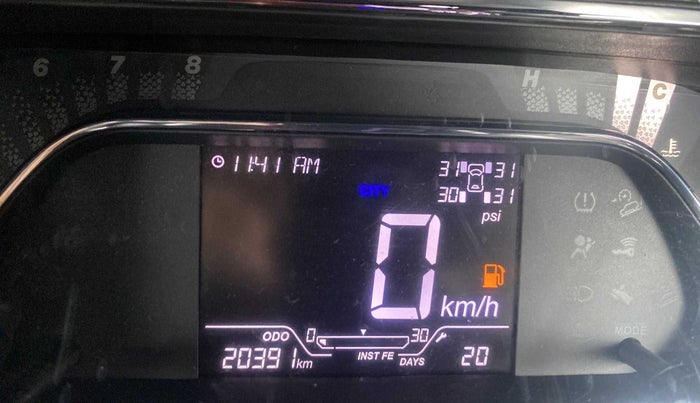 6 7 8 H C
11:41 AM 31 31
CITY 30 31
psi
0 km/h
ODO 0 30
20391 km INST FE DAYS 20
MODE